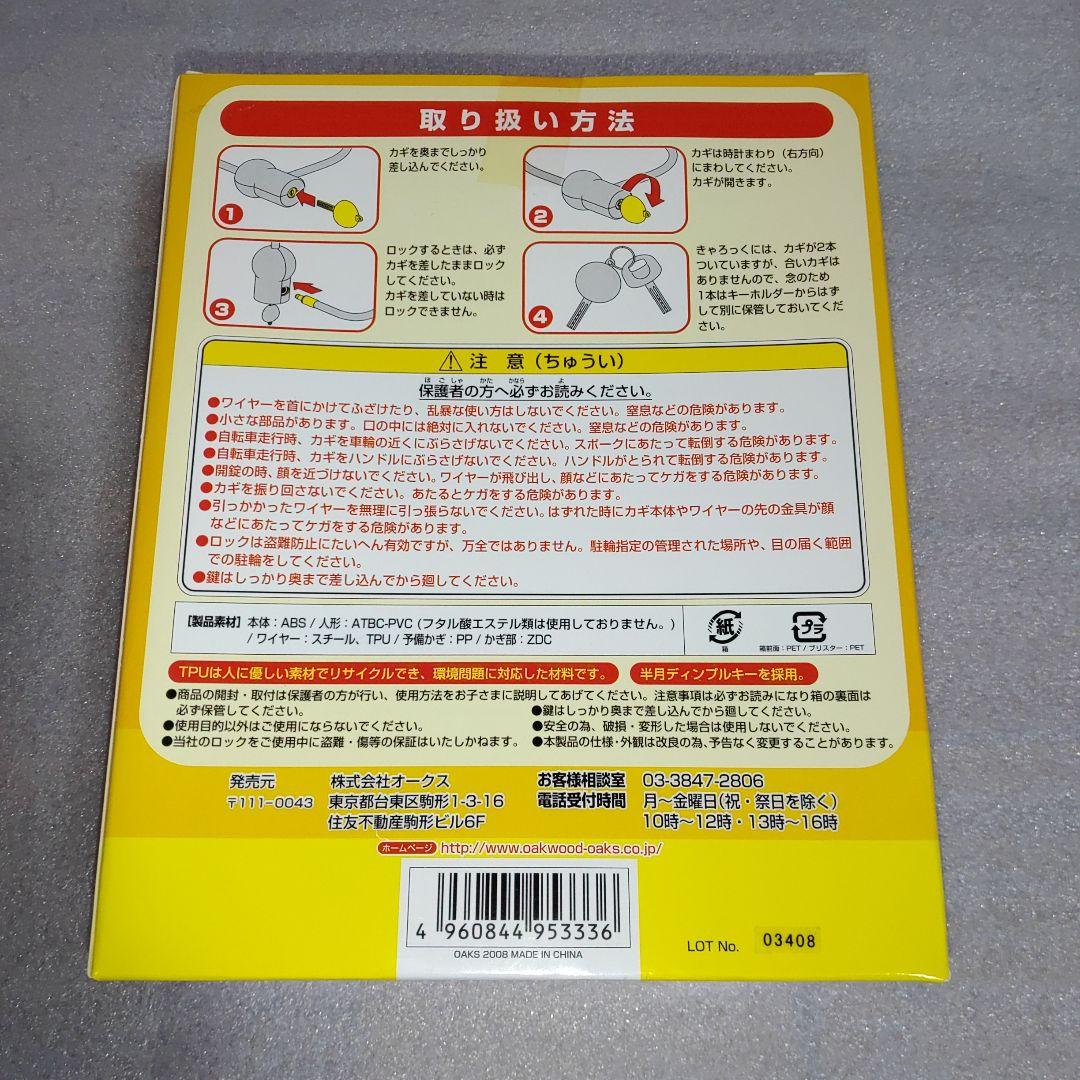 取り扱い方法
カギを奥までしっかり
差し込んでください。
1
カギは時計まわり（右方向）
にまわしてください。
カギが開きます。
2
ロックするときは、必ず
カギを差したままロック
してください。
カギを差していない時は
ロックできません。
3
きゃろっくには、カギが2本
ついていますが、合いカギは
ありませんので、念のため
1本はキーホルダーからはず
して別に保管しておいてくだ
さい。
4
注 意（ちゅうい）
ほごしゃ かた かなら よ
保護者の方へ必ずお読みください。
●ワイヤーを首にかけてふざけたり、乱暴な使い方はしないでください。窒息などの危険があります。
●小さな部品があります。口の中には絶対に入れないでください。窒息などの危険があります。
●自転車走行時、カギを車輪の近くにぶらさげないでください。スポークにあたって転倒する危険があります。
●自転車走行時、カギをハンドルにぶらさげないでください。ハンドルがとられて転倒する危険があります。
●開錠の時、顔を近づけないでください。ワイヤーが飛び出し、顔などにあたってケガをする危険があります。
●カギを振り回さないでください。あたるとケガをする危険があります。
●引っかかったワイヤーを無理に引っ張らないでください。はずれた時にカギ本体やワイヤーの先の金具が顔
などにあたってケガをする危険があります。
●ロックは盗難防止にたいへん有効ですが、万全ではありません。駐輪指定の管理された場所や、目の届く範囲
での駐輪をしてください。
●鍵はしっかり奥まで差し込んでから廻してください。
【製品素材】本体：ABS / 人形：ATBC-PVC（フタル酸エステル類は使用しておりません。）
/ ワイヤー：スチール、TPU / 予備かぎ：PP / かぎ部：ZDC
紙
箱
プラ
箱前面：PET / ブリスター：PET
TPUは人に優しい素材でリサイクルでき、環境問題に対応した材料です。
半月ディンプルキーを採用。
●商品の開封・取付は保護者の方が行い、使用方法をお子さまに説明してあげてください。注意事項は必ずお読みになり箱の裏面は
必ず保管してください。
●鍵はしっかり奥まで差し込んでから廻してください。
●使用目的以外はご使用にならないでください。
●安全の為、破損・変形した場合は使用しないでください。
●当社のロックをご使用中に盗難・傷等の保証はいたしかねます。
●本製品の仕様・外観は改良の為、予告なく変更することがあります。
発売元 株式会社オークス
〒111-0043 東京都台東区駒形1-3-16
住友不動産駒形ビル6F
お客様相談室 03-3847-2806
電話受付時間 月〜金曜日（祝・祭日を除く）
10時〜12時・13時〜16時
ホームページ http://www.oakwood-oaks.co.jp/
4 960844 953336
OAKS 2008 MADE IN CHINA
LOT No. 03408